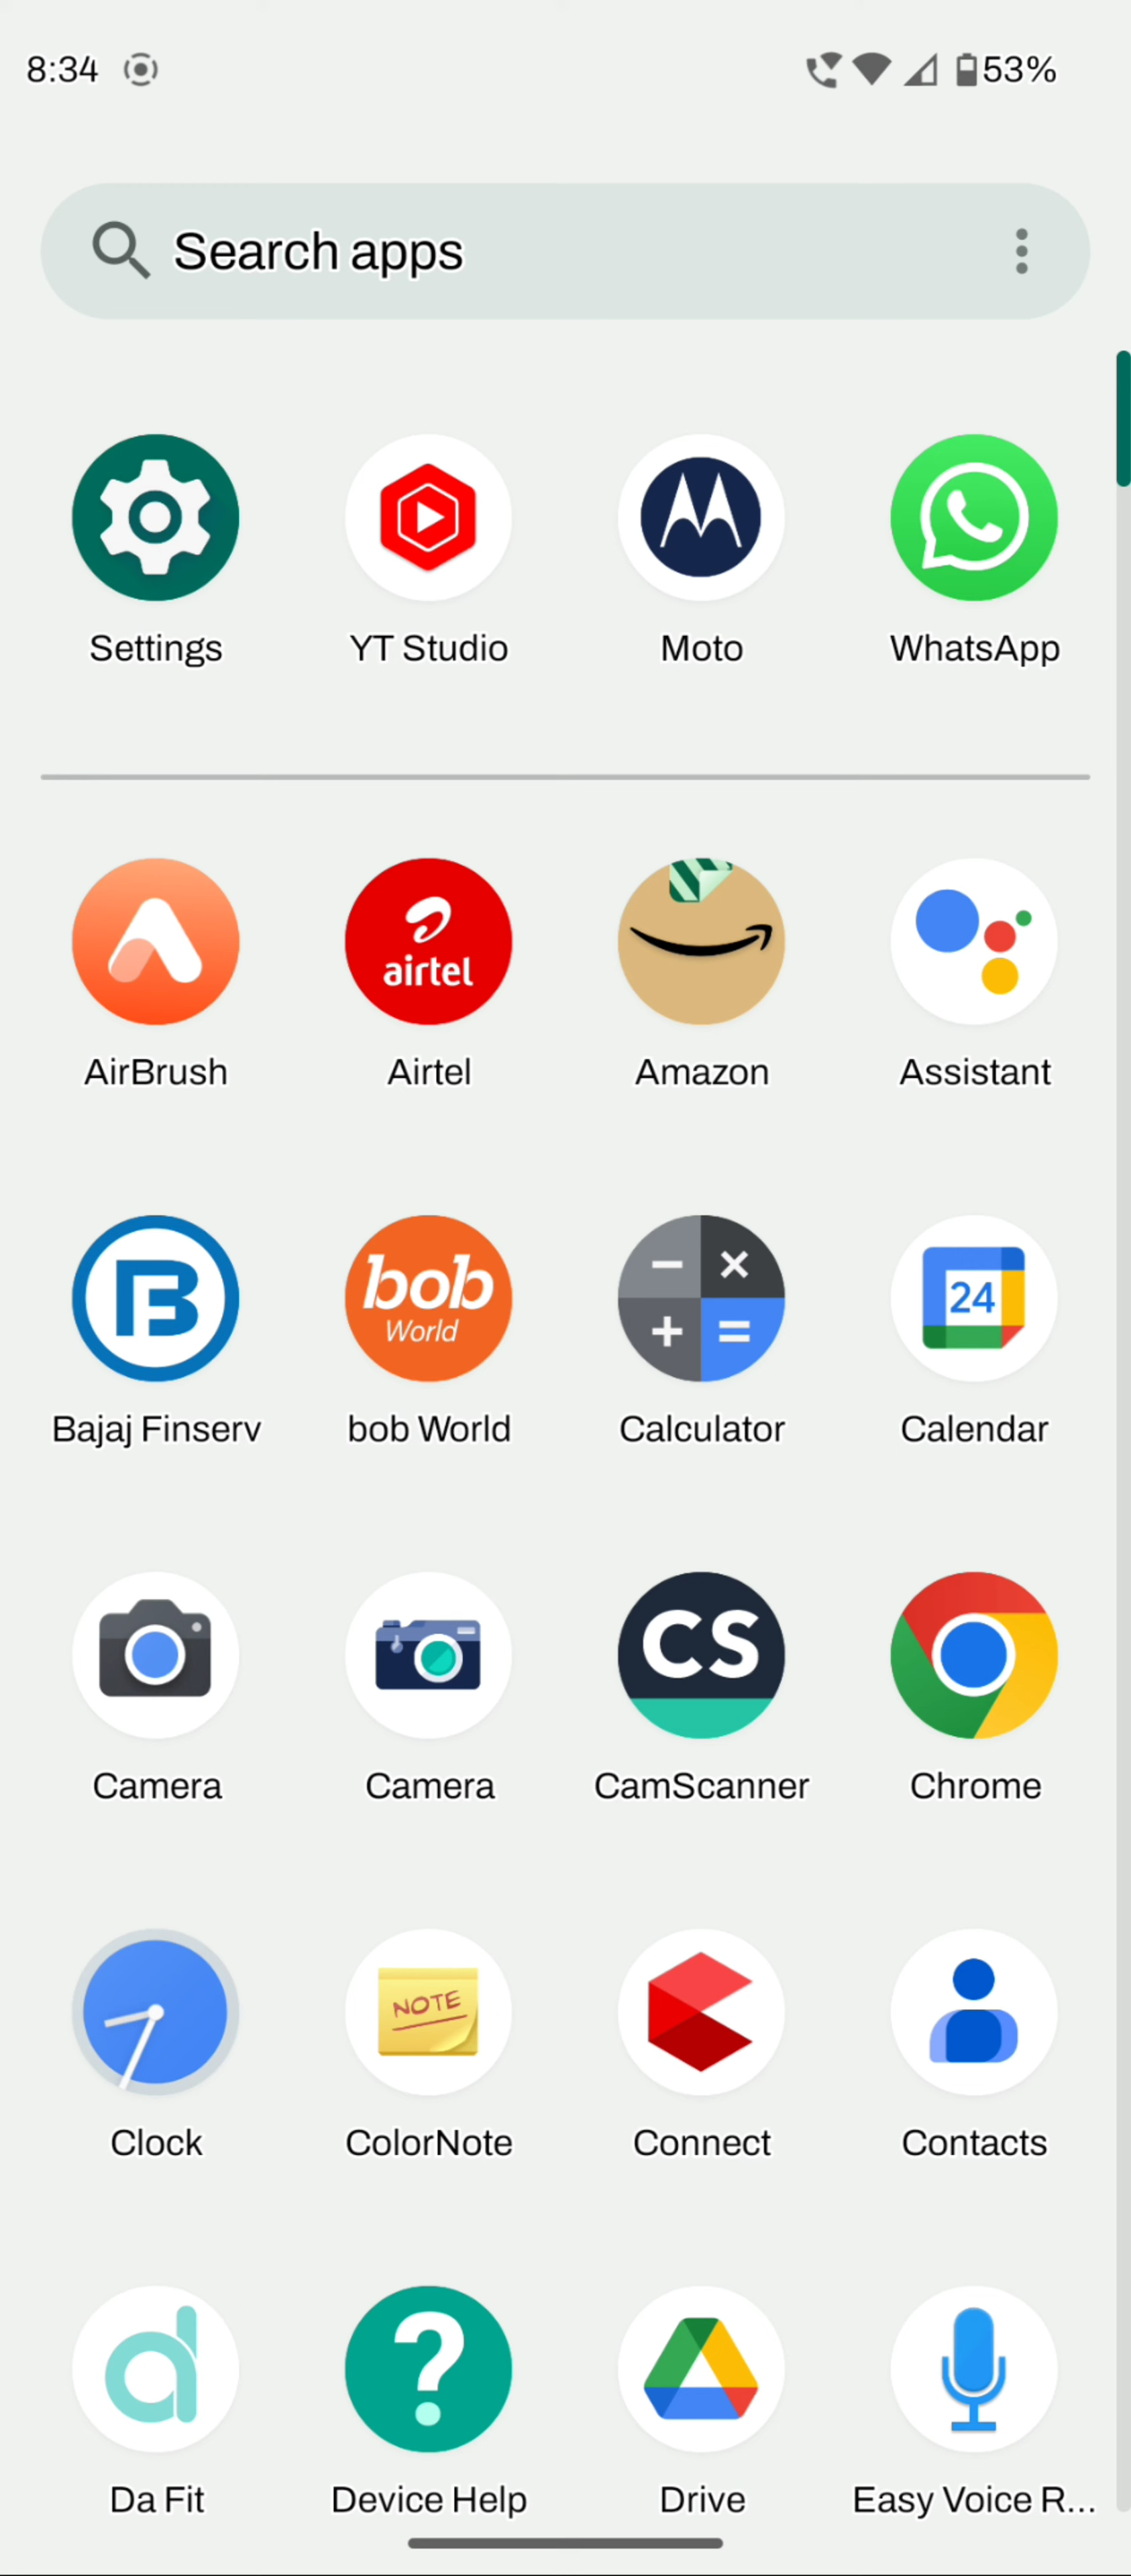 8:34 53%
Search apps
Settings YT Studio Moto WhatsApp
airtel
AirBrush Airtel Amazon Assistant
bob
World
24
Bajaj Finserv bob World Calculator Calendar
CS
Camera Camera CamScanner Chrome
NOTE
Clock ColorNote Connect Contacts
Da Fit Device Help Drive Easy Voice R...